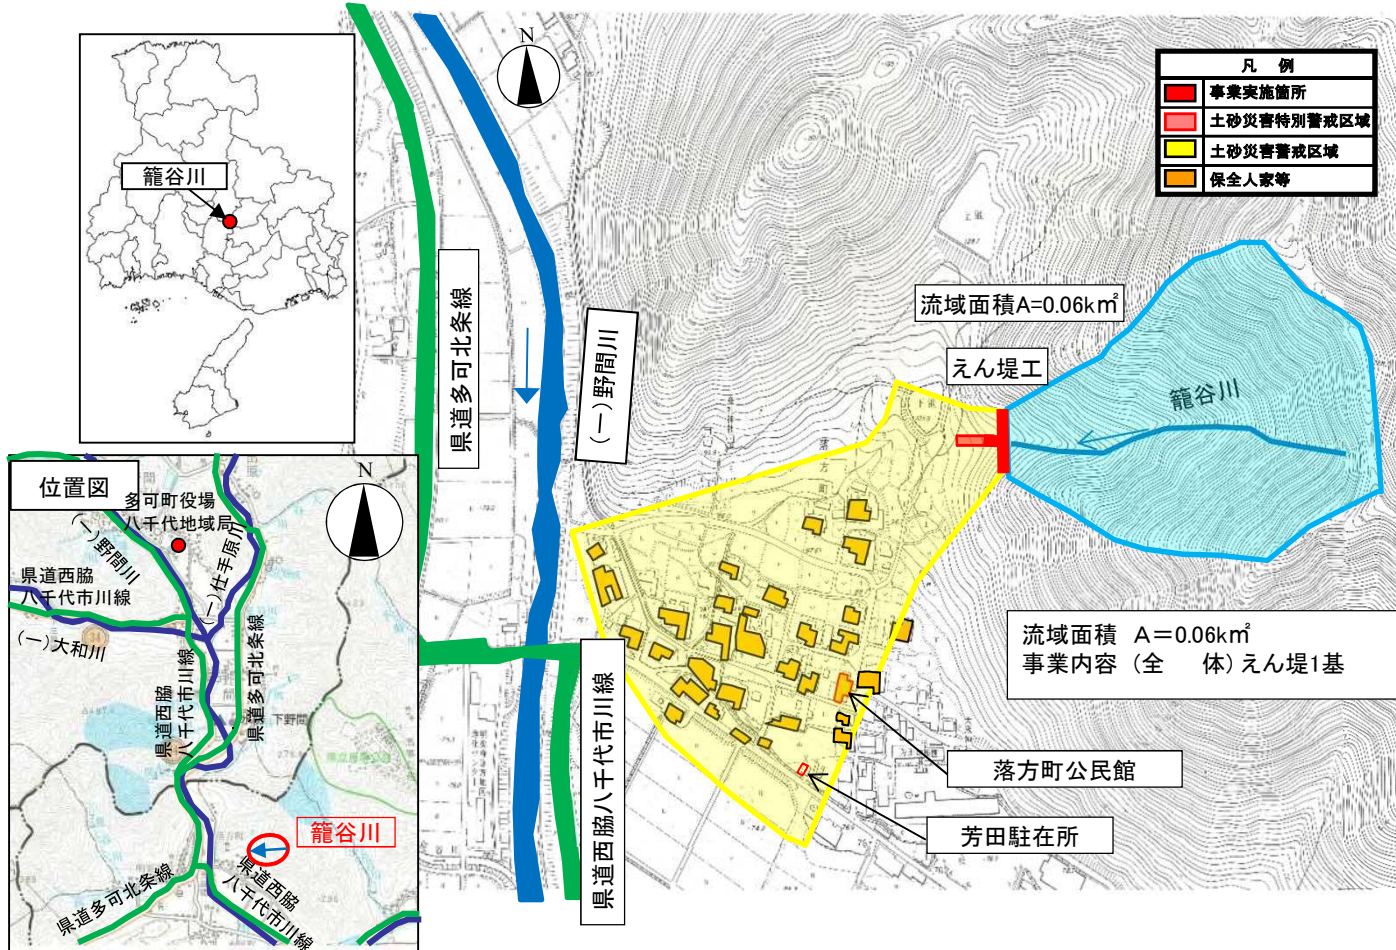 N
籠谷川
凡 例
事業実施箇所
土砂災害特別警戒区域
土砂災害警戒区域
保全人家等
県道多可北条線
(一)野間川
流域面積A=0.06km²
えん堤工
籠谷川
位置図
N
多可町役場
八千代地域局
(一)野間川
(一)仕手原川
県道西脇
八千代市川線
(一)大和川
県道西脇
八千代市川線
県道多可北条線
下野間
籠谷川
県道多可北条線
県道西脇
八千代市川線
県道西脇八千代市川線
流域面積 A=0.06km²
事業内容 (全 体)えん堤1基
落方町公民館
芳田駐在所